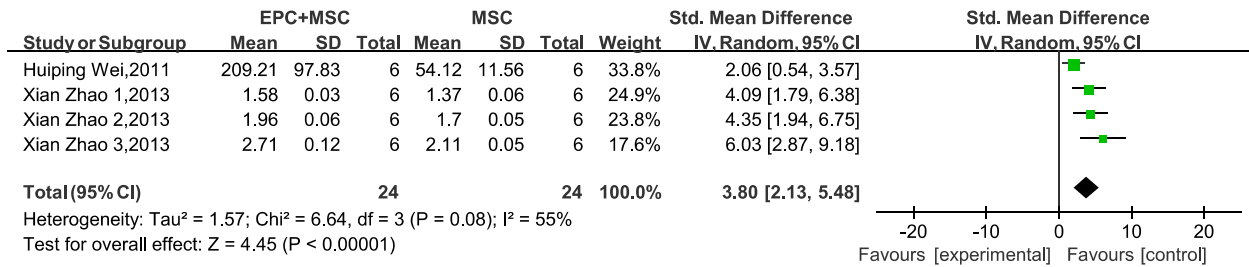 EPC+MSC MSC Std. Mean Difference Std. Mean Difference
Study or Subgroup Mean SD Total Mean SD Total Weight IV, Random, 95% CI IV, Random, 95% CI
Huiping Wei,2011 209.21 97.83 6 54.12 11.56 6 33.8% 2.06 [0.54, 3.57]
Xian Zhao 1,2013 1.58 0.03 6 1.37 0.06 6 24.9% 4.09 [1.79, 6.38]
Xian Zhao 2,2013 1.96 0.06 6 1.7 0.05 6 23.8% 4.35 [1.94, 6.75]
Xian Zhao 3,2013 2.71 0.12 6 2.11 0.05 6 17.6% 6.03 [2.87, 9.18]
Total (95% CI) 24 24 100.0% 3.80 [2.13, 5.48]
Heterogeneity: Tau² = 1.57; Chi² = 6.64, df = 3 (P = 0.08); I² = 55%
Test for overall effect: Z = 4.45 (P < 0.00001)
-20 -10 0 10 20
Favours [experimental] Favours [control]